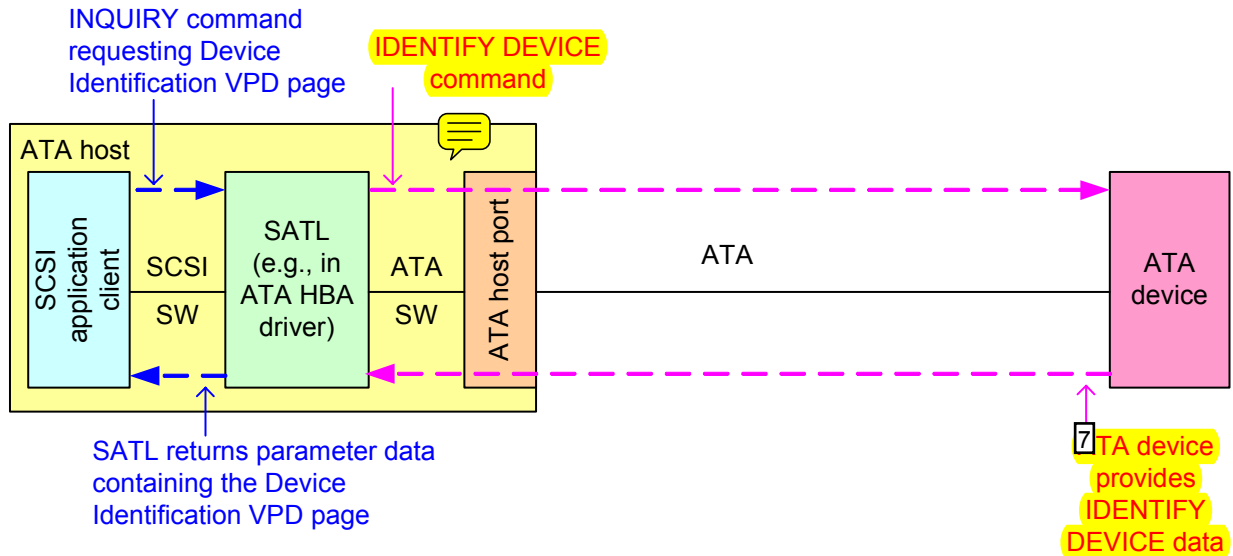 INQUIRY command
requesting Device
Identification VPD page
IDENTIFY DEVICE
command
ATA host
SCSI
application
client
SCSI
SW
SATL
(e.g., in
ATA HBA
driver)
ATA
SW
ATA host port
ATA
ATA
device
SATL returns parameter data
containing the Device
Identification VPD page
7
TA device
provides
IDENTIFY
DEVICE data